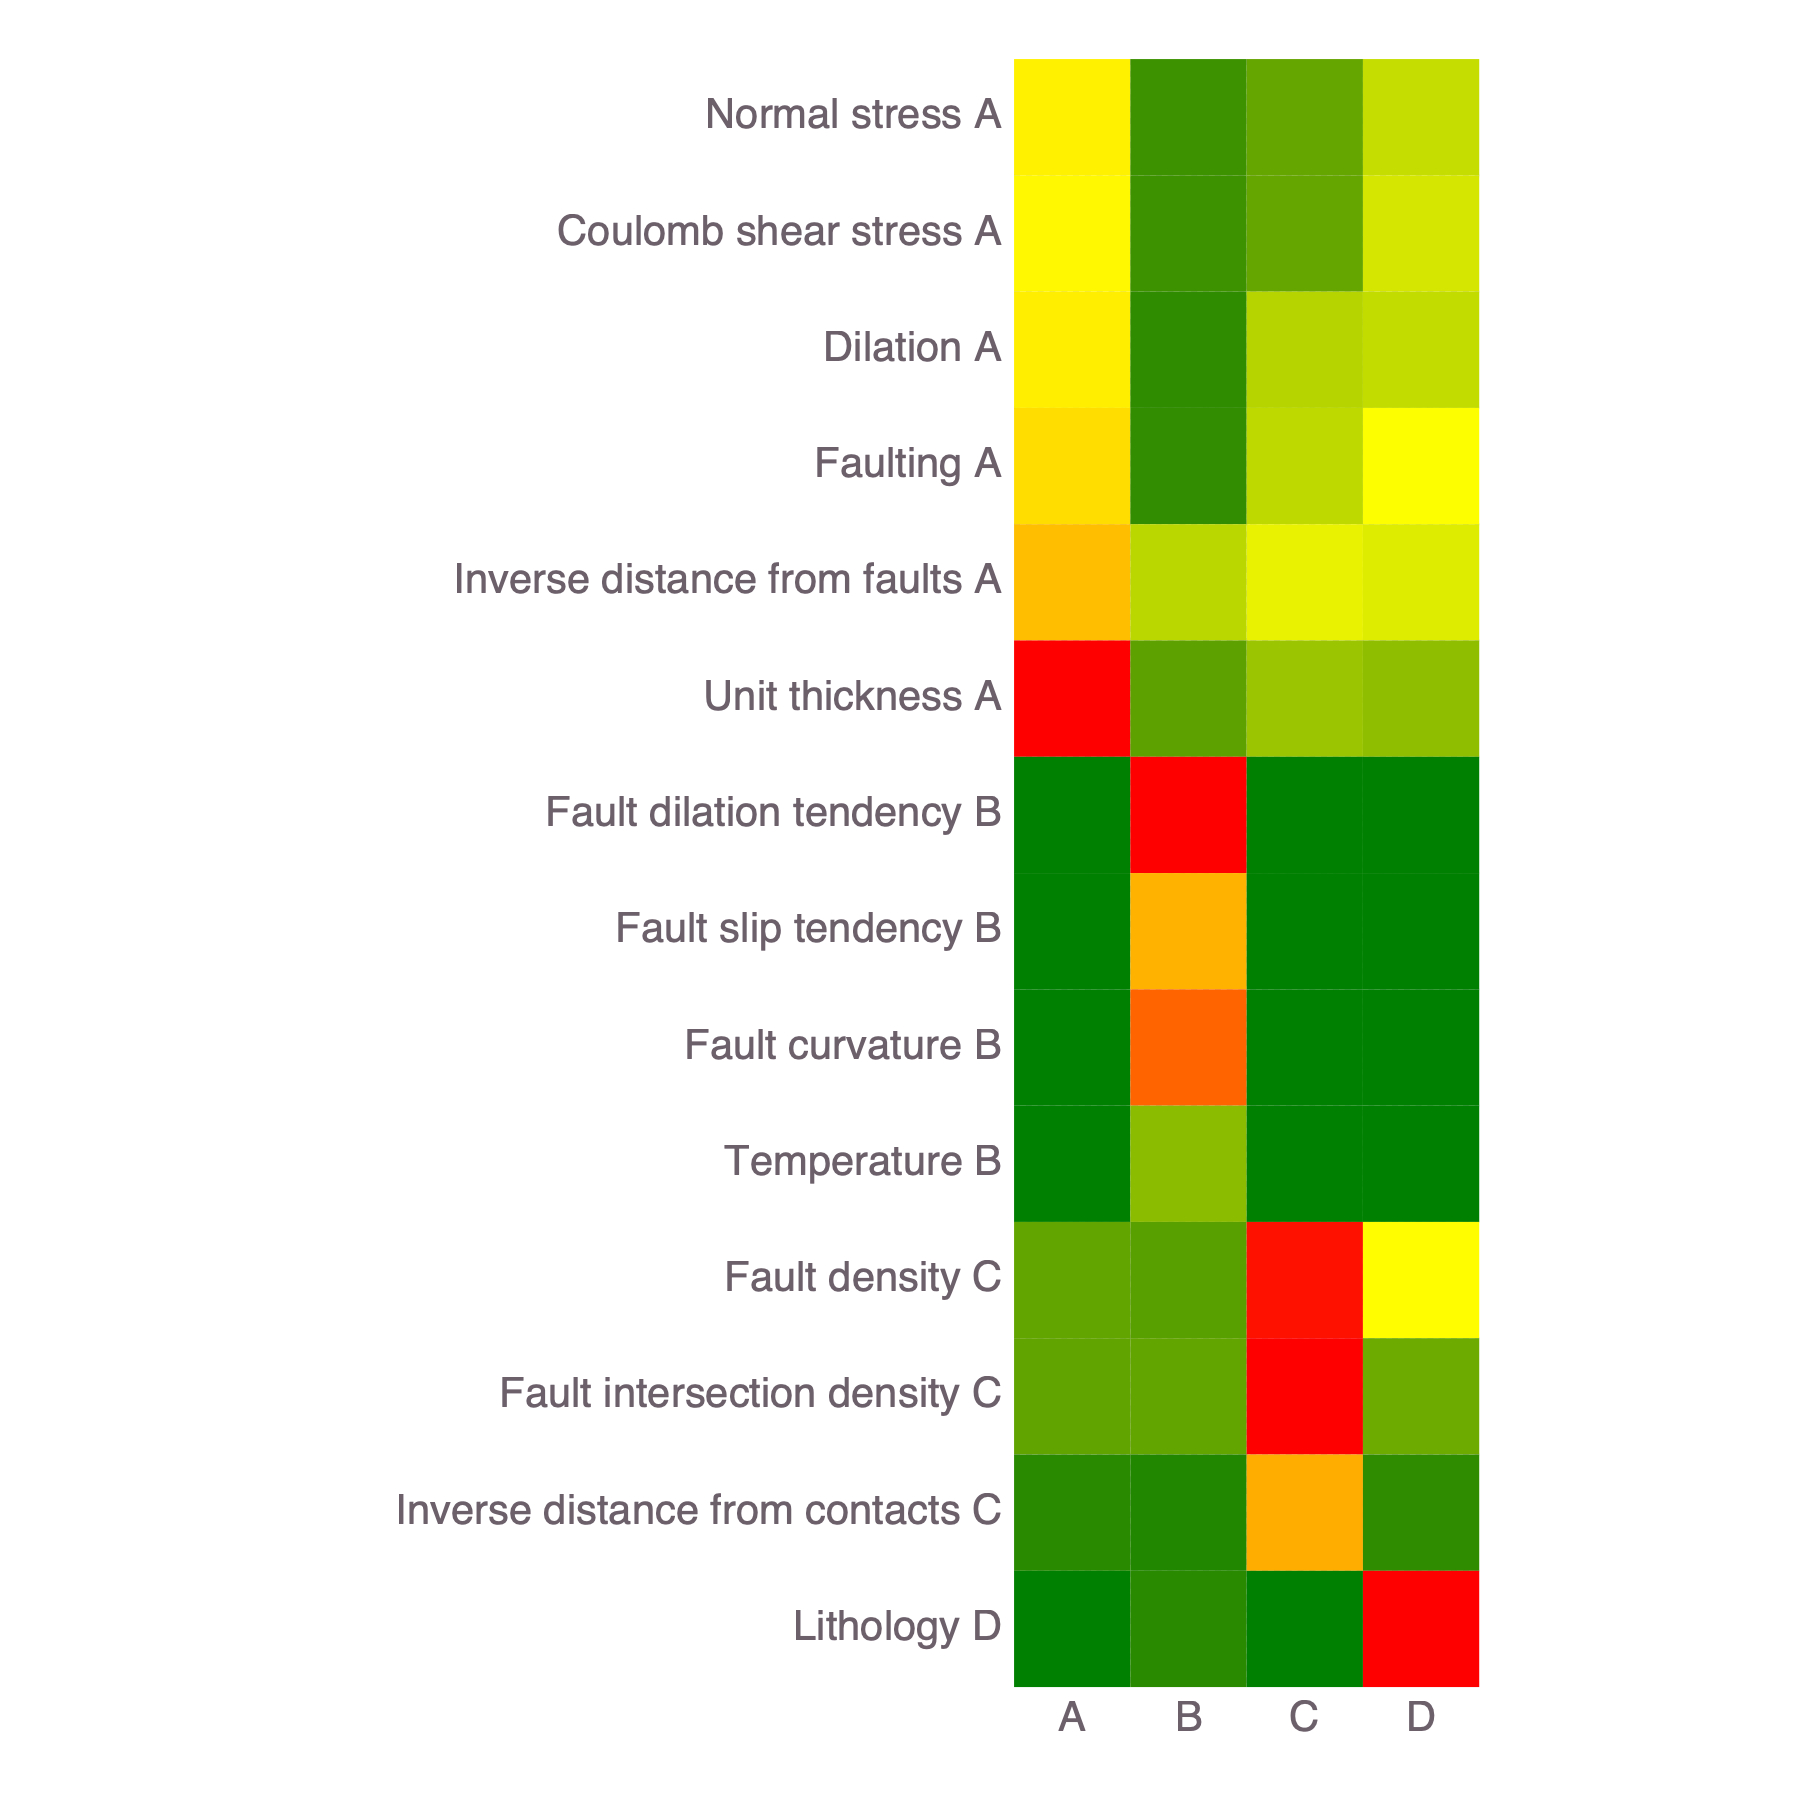 Normal stress A
Coulomb shear stress A
Dilation A
Faulting A
Inverse distance from faults A
Unit thickness A
Fault dilation tendency B
Fault slip tendency B
Fault curvature B
Temperature B
Fault density C
Fault intersection density C
Inverse distance from contacts C
Lithology D
A B C D